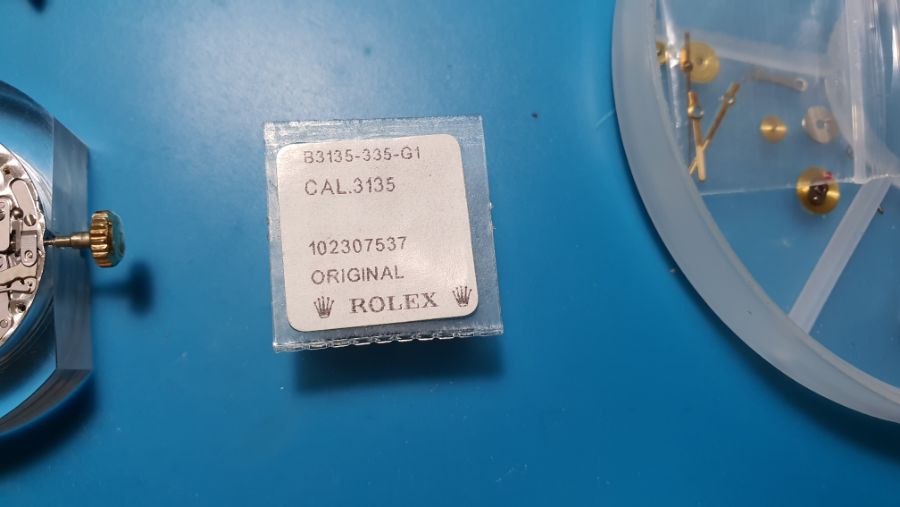 B3135-335-G1
CAL.3135
102307537
ORIGINAL
ROLEX